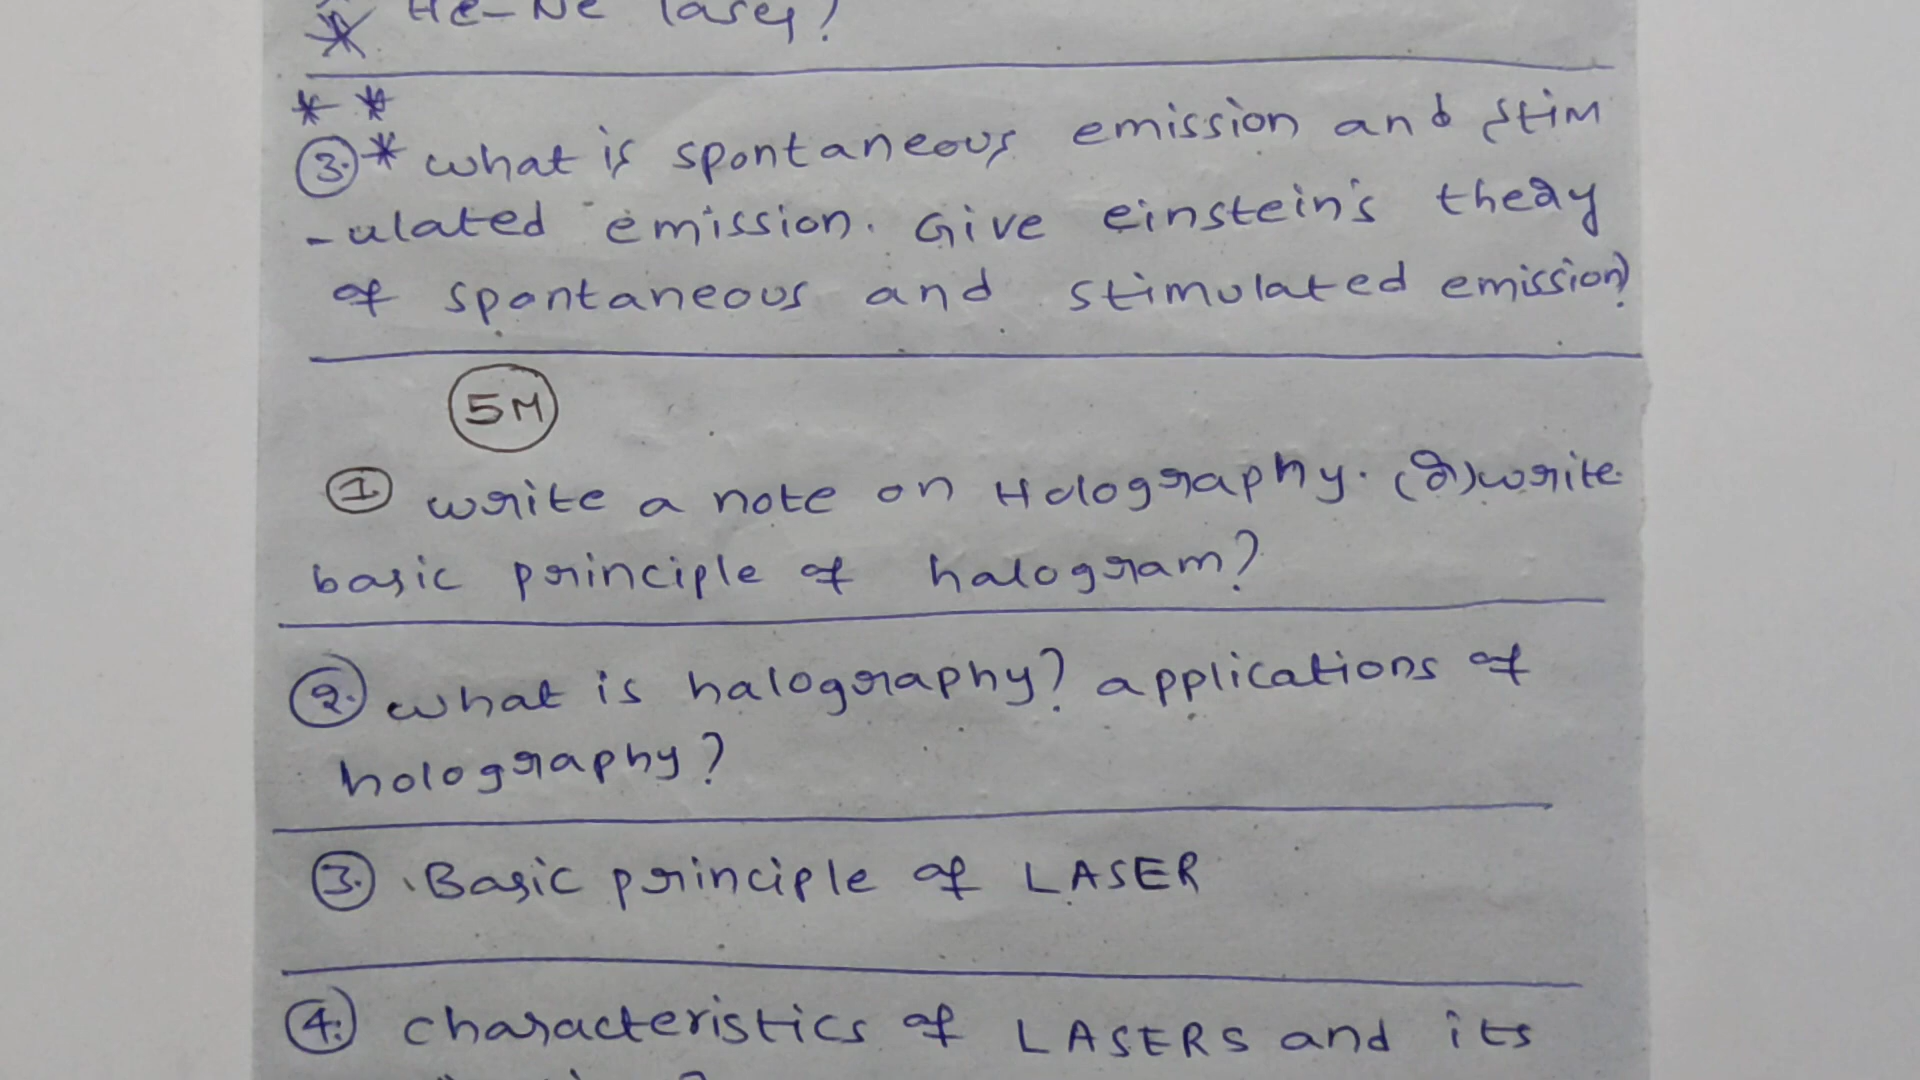 * He-Ne laser?
* *
3. * what is spontaneous emission and stim
-ulated emission. Give einstein's theory
of spontaneous and stimulated emission?
5M
1. write a note on Holography. (or) write
basic principle of halogram?
2. what is halography? applications of
holography?
3. Basic principle of LASER
4. characteristics of LASERS and its